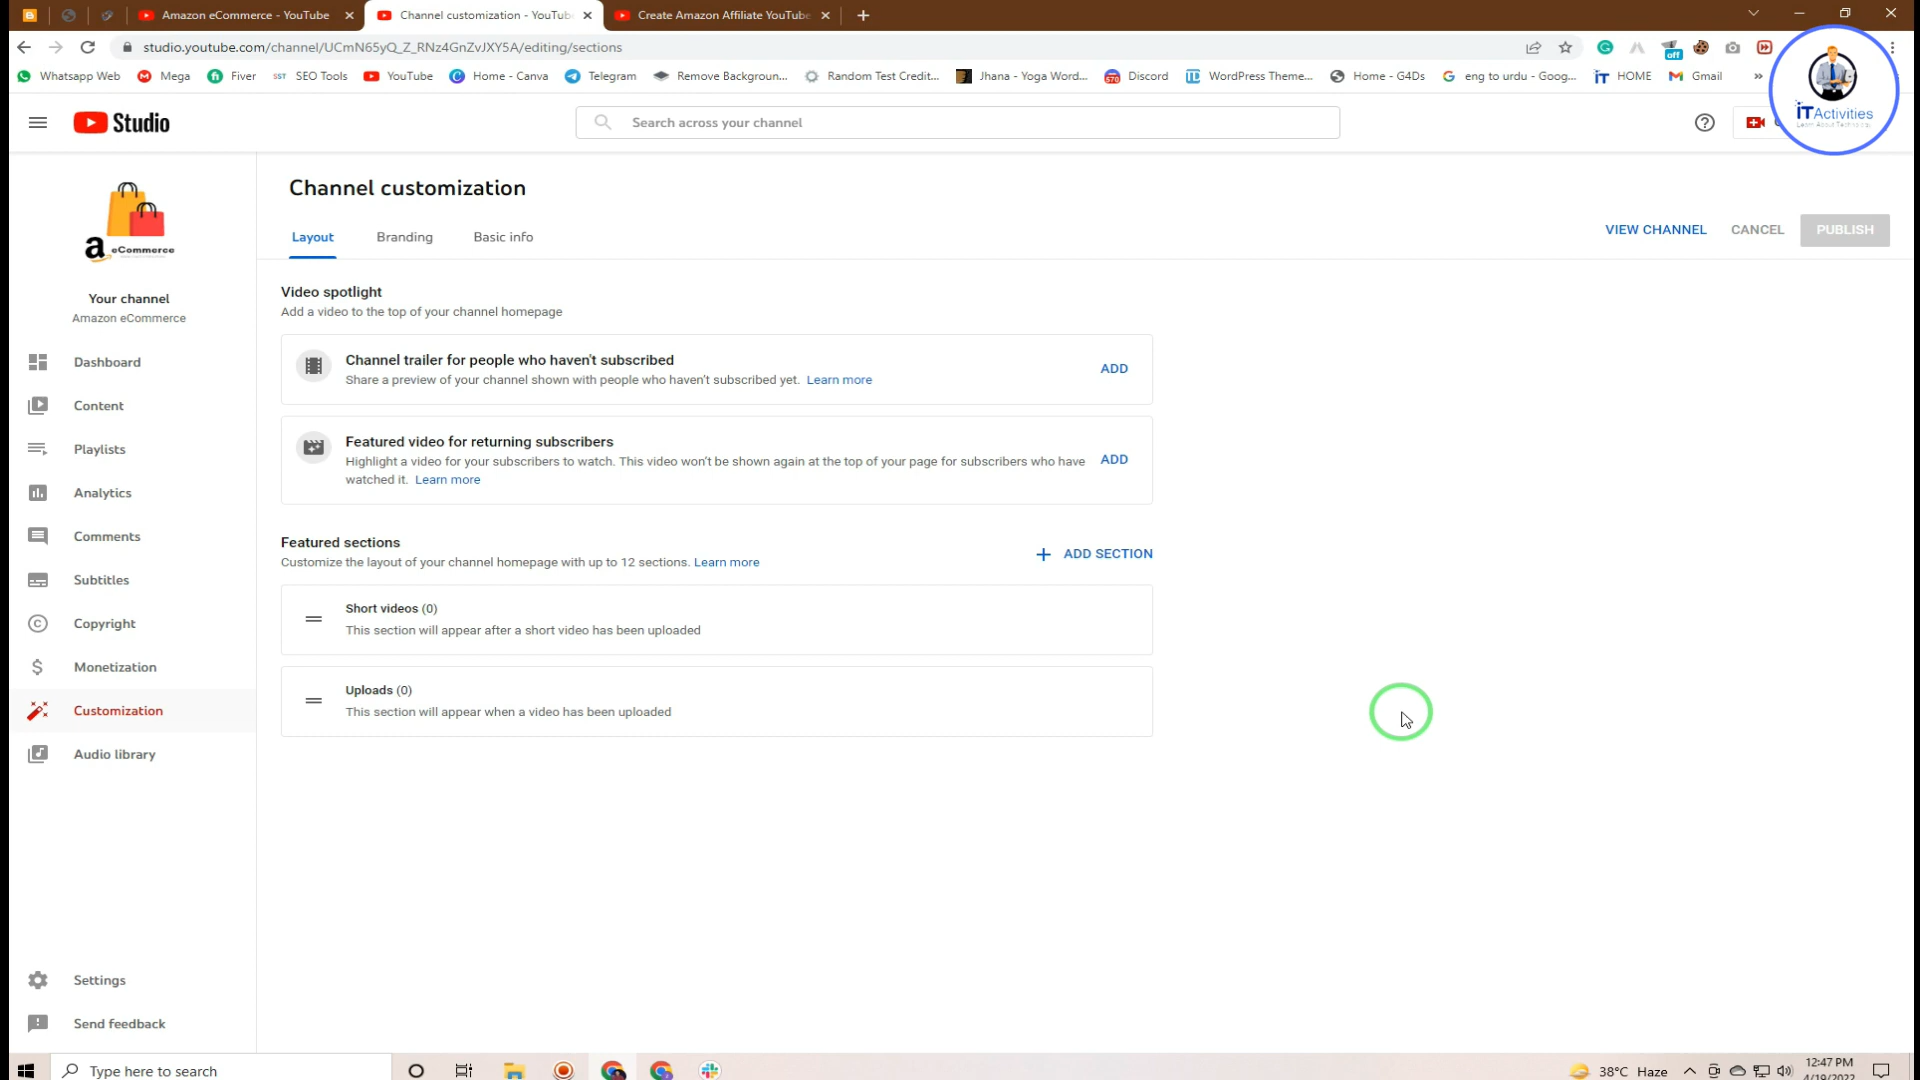 Amazon eCommerce - YouTube
Channel customization - YouTub
Create Amazon Affiliate YouTube
studio.youtube.com/channel/UCmN65yQ_Z_RNz4GnZvJXY5A/editing/sections
off
Whatsapp Web
Mega
Fiver
SST SEO Tools
YouTube
Home - Canva
Telegram
Remove Backgroun...
Random Test Credit...
Jhana - Yoga Word...
Discord
WordPress Theme...
Home - G4Ds
eng to urdu - Goog...
iT HOME
Gmail
»
iTActivities
Learn About Technology
Studio
Search across your channel
a eCommerce
Channel customization
Layout
Branding
Basic info
VIEW CHANNEL
CANCEL
PUBLISH
Your channel
Amazon eCommerce
Dashboard
Content
Playlists
Analytics
Comments
Subtitles
Copyright
Monetization
Customization
Audio library
Settings
Send feedback
Video spotlight
Add a video to the top of your channel homepage
Channel trailer for people who haven't subscribed
Share a preview of your channel shown with people who haven't subscribed yet. Learn more
ADD
Featured video for returning subscribers
Highlight a video for your subscribers to watch. This video won't be shown again at the top of your page for subscribers who have
watched it. Learn more
ADD
Featured sections
Customize the layout of your channel homepage with up to 12 sections. Learn more
ADD SECTION
Short videos (0)
This section will appear after a short video has been uploaded
Uploads (0)
This section will appear when a video has been uploaded
Type here to search
38°C Haze
12:47 PM
4/19/2022